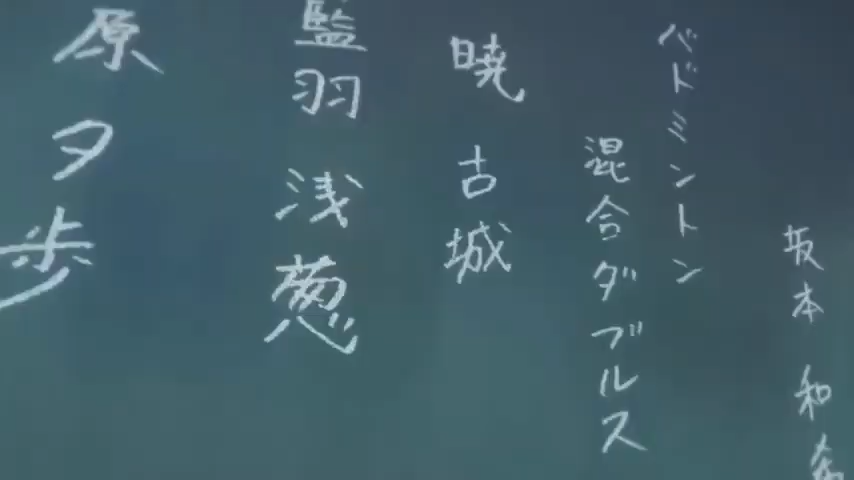 坂本 和
バドミントン
混合ダブルス
暁 古城
監羽 浅葱
原 夕歩